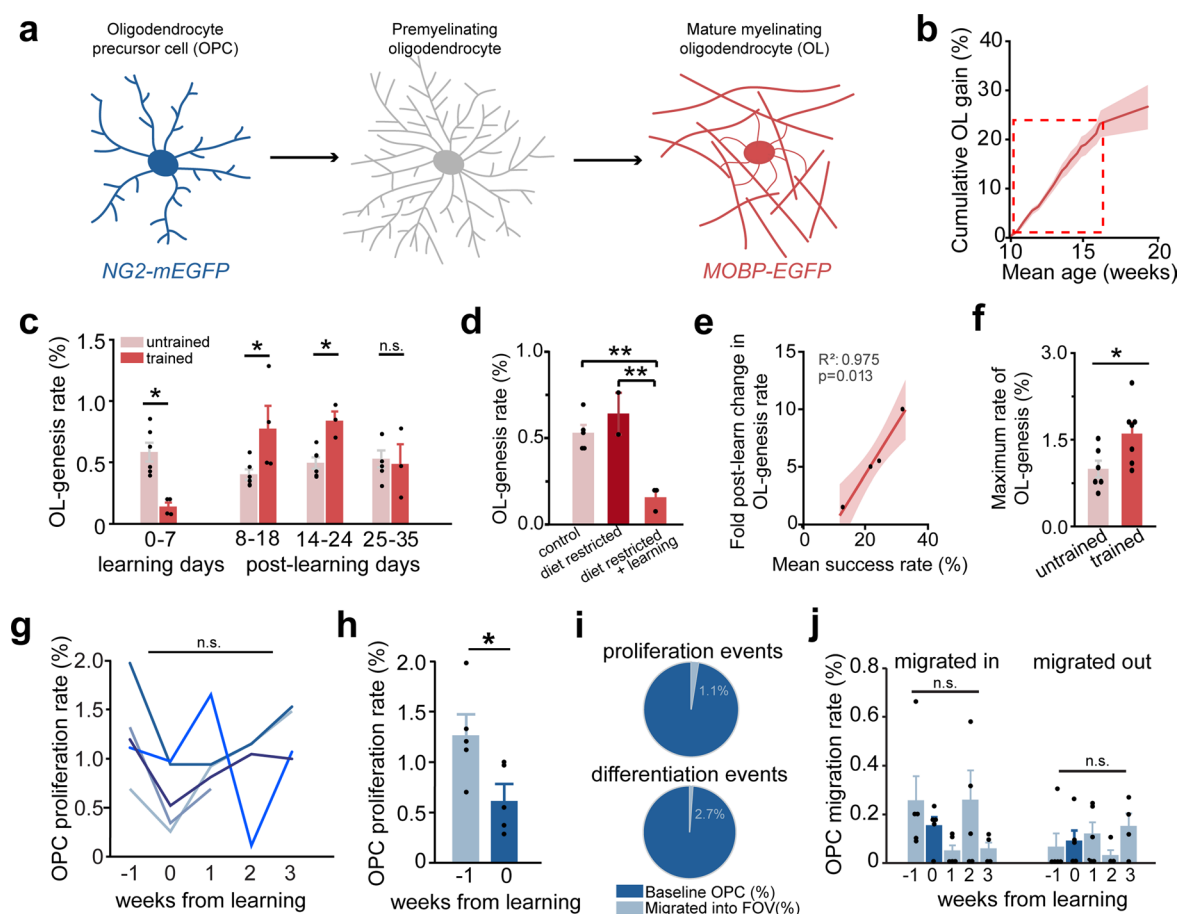 a
Oligodendrocyte
precursor cell (OPC)
Premyelinating
oligodendrocyte
Mature myelinating
oligodendrocyte (OL)
NG2-mEGFP
MOBP-EGFP
b
Cumulative OL gain (%)
40
30
20
10
0
10
15
20
Mean age (weeks)
c
OL-genesis rate (%)
1.5
1.0
0.5
0
untrained
trained
*
*
*
n.s.
0-7
8-18
14-24
25-35
learning days
post-learning days
d
OL-genesis rate (%)
1.0
0.5
0.0
**
**
control
diet restricted
diet restricted
+ learning
e
Fold post-learn change in
OL-genesis rate
15
10
5
0
R²: 0.975
p=0.013
0
20
40
Mean success rate (%)
f
Maximum rate of
OL-genesis (%)
3.0
1.5
0.0
*
untrained
trained
g
OPC proliferation rate (%)
2.0
1.5
1.0
0.5
0
n.s.
-1
0
1
2
3
weeks from learning
h
OPC proliferation rate (%)
2.0
1.5
1.0
0.5
0
*
-1
0
weeks from learning
i
proliferation events
1.1%
differentiation events
2.7%
Baseline OPC (%)
Migrated into FOV(%)
j
OPC migration rate (%)
0.8
0.6
0.4
0.2
0
migrated in
n.s.
migrated out
n.s.
-1 0 1 2 3
-1 0 1 2 3
weeks from learning